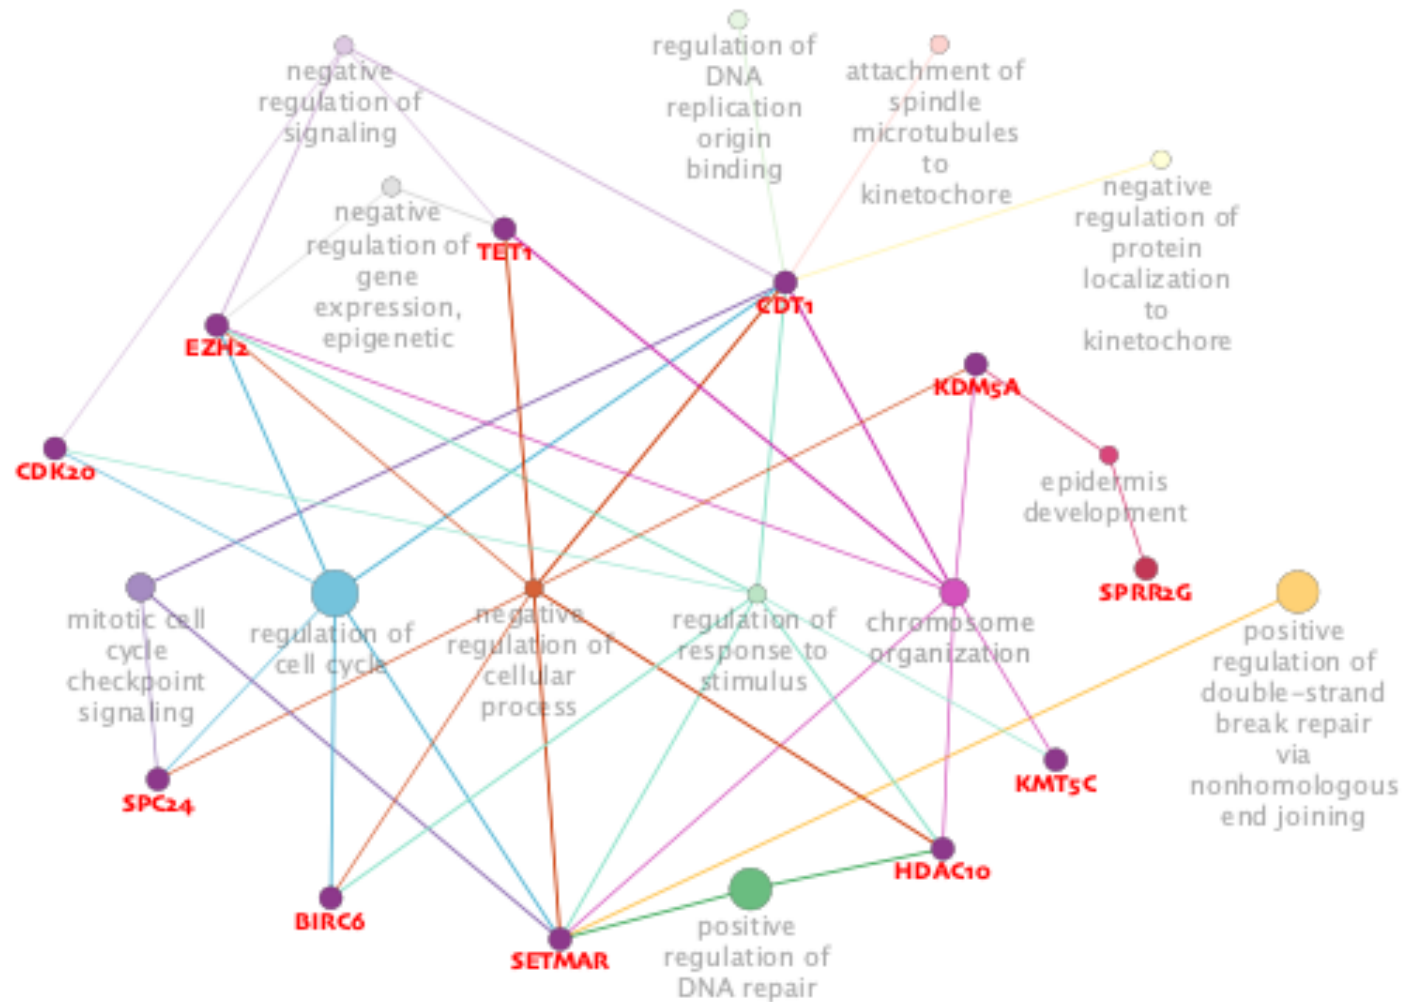 negative
regulation of
signaling
regulation of
DNA
replication
origin
binding
attachment of
spindle
microtubules
to
kinetochore
negative
regulation of
protein
localization
to
kinetochore
negative
regulation of
gene
expression,
epigenetic
TET1
CDT1
EZH2
KDM5A
CDK20
epidermis
development
SPRR2G
mitotic cell
cycle
checkpoint
signaling
regulation of
cell cycle
negative
regulation of
cellular
process
regulation of
response to
stimulus
chromosome
organization
positive
regulation of
double-strand
break repair
via
nonhomologous
end joining
SPC24
KMT5C
HDAC10
BIRC6
SETMAR
positive
regulation of
DNA repair